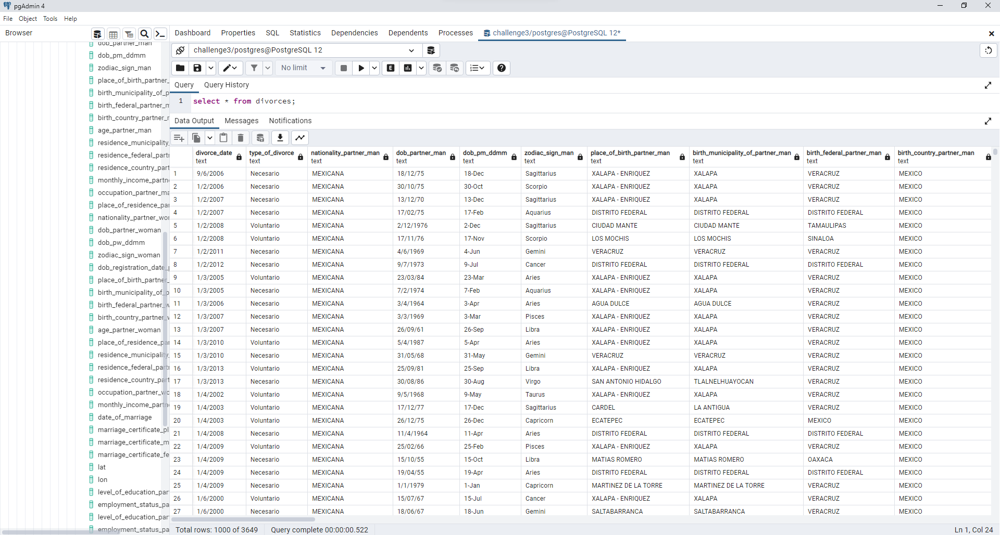 pgAdmin 4
File Object Tools Help
Browser
Dashboard Properties SQL Statistics Dependencies Dependents Processes challenge3/postgres@PostgreSQL 12*
dob_partner_man
dob_pm_ddmm
zodiac_sign_man
place_of_birth_partner_
birth_municipality_of_p
birth_federal_partner_m
birth_country_partner_r
age_partner_man
residence_municipality_
residence_federal_partr
residence_country_part
monthly_income_partne
occupation_partner_ma
place_of_residence_par
nationality_partner_wor
dob_partner_woman
dob_pw_ddmm
zodiac_sign_woman
dob_registration_date_p
place_of_birth_partner_
birth_municipality_of_p
birth_federal_partner_w
birth_country_partner_v
age_partner_woman
place_of_residence_par
residence_municipality_
residence_federal_partr
residence_country_part
occupation_partner_wo
monthly_income_partne
date_of_marriage
marriage_certificate_pl
marriage_certificate_m
marriage_certificate_fe
lat
lon
level_of_education_par
employment_status_pa
level_of_education_par
employment_status_pa
challenge3/postgres@PostgreSQL 12
No limit
E
Query Query History
1 select * from divorces;
Data Output Messages Notifications
divorce_date type_of_divorce nationality_partner_man dob_partner_man dob_pm_ddmm zodiac_sign_man place_of_birth_partner_man birth_municipality_of_partner_man birth_federal_partner_man birth_country_partner_man
text text text text text text text text text text
1 9/6/2006 Necesario MEXICANA 18/12/75 18-Dec Sagittarius XALAPA - ENRIQUEZ XALAPA VERACRUZ MEXICO
2 1/2/2006 Necesario MEXICANA 30/10/75 30-Oct Scorpio XALAPA - ENRIQUEZ XALAPA VERACRUZ MEXICO
3 1/2/2007 Necesario MEXICANA 13/12/70 13-Dec Sagittarius XALAPA - ENRIQUEZ XALAPA VERACRUZ MEXICO
4 1/2/2007 Necesario MEXICANA 17/02/75 17-Feb Aquarius DISTRITO FEDERAL DISTRITO FEDERAL DISTRITO FEDERAL MEXICO
5 1/2/2008 Voluntario MEXICANA 2/12/1976 2-Dec Sagittarius CIUDAD MANTE CIUDAD MANTE TAMAULIPAS MEXICO
6 1/2/2008 Voluntario MEXICANA 17/11/76 17-Nov Scorpio LOS MOCHIS LOS MOCHIS SINALOA MEXICO
7 1/2/2011 Necesario MEXICANA 4/6/1969 4-Jun Gemini VERACRUZ VERACRUZ VERACRUZ MEXICO
8 1/2/2012 Necesario MEXICANA 9/7/1973 9-Jul Cancer DISTRITO FEDERAL DISTRITO FEDERAL DISTRITO FEDERAL MEXICO
9 1/3/2005 Voluntario MEXICANA 23/03/84 23-Mar Aries XALAPA - ENRIQUEZ XALAPA VERACRUZ MEXICO
10 1/3/2005 Necesario MEXICANA 7/2/1974 7-Feb Aquarius XALAPA - ENRIQUEZ XALAPA VERACRUZ MEXICO
11 1/3/2006 Necesario MEXICANA 3/4/1964 3-Apr Aries AGUA DULCE AGUA DULCE VERACRUZ MEXICO
12 1/3/2007 Necesario MEXICANA 3/3/1969 3-Mar Pisces XALAPA - ENRIQUEZ XALAPA VERACRUZ MEXICO
13 1/3/2007 Necesario MEXICANA 26/09/61 26-Sep Libra XALAPA - ENRIQUEZ XALAPA VERACRUZ MEXICO
14 1/3/2010 Voluntario MEXICANA 5/4/1987 5-Apr Aries XALAPA - ENRIQUEZ XALAPA VERACRUZ MEXICO
15 1/3/2010 Necesario MEXICANA 31/05/68 31-May Gemini VERACRUZ VERACRUZ VERACRUZ MEXICO
16 1/3/2013 Voluntario MEXICANA 25/09/81 25-Sep Libra XALAPA - ENRIQUEZ XALAPA VERACRUZ MEXICO
17 1/3/2013 Necesario MEXICANA 30/08/86 30-Aug Virgo SAN ANTONIO HIDALGO TLALNELHUAYOCAN VERACRUZ MEXICO
18 1/4/2002 Voluntario MEXICANA 9/5/1968 9-May Taurus XALAPA - ENRIQUEZ XALAPA VERACRUZ MEXICO
19 1/4/2003 Voluntario MEXICANA 17/12/77 17-Dec Sagittarius CARDEL LA ANTIGUA VERACRUZ MEXICO
20 1/4/2003 Voluntario MEXICANA 26/12/75 26-Dec Capricorn ECATEPEC ECATEPEC MEXICO MEXICO
21 1/4/2008 Necesario MEXICANA 11/4/1964 11-Apr Aries DISTRITO FEDERAL DISTRITO FEDERAL DISTRITO FEDERAL MEXICO
22 1/4/2009 Voluntario MEXICANA 25/02/66 25-Feb Pisces XALAPA - ENRIQUEZ XALAPA VERACRUZ MEXICO
23 1/4/2009 Necesario MEXICANA 15/10/55 15-Oct Libra MATIAS ROMERO MATIAS ROMERO OAXACA MEXICO
24 1/4/2009 Necesario MEXICANA 19/04/55 19-Apr Aries DISTRITO FEDERAL DISTRITO FEDERAL DISTRITO FEDERAL MEXICO
25 1/4/2009 Necesario MEXICANA 1/1/1979 1-Jan Capricorn MARTINEZ DE LA TORRE MARTINEZ DE LA TORRE VERACRUZ MEXICO
26 1/6/2000 Voluntario MEXICANA 15/07/67 15-Jul Cancer XALAPA - ENRIQUEZ XALAPA VERACRUZ MEXICO
27 1/6/2000 Necesario MEXICANA 18/06/67 18-Jun Gemini SALTABARRANCA SALTABARRANCA VERACRUZ MEXICO
Total rows: 1000 of 3649 Query complete 00:00:00.522 Ln 1, Col 24